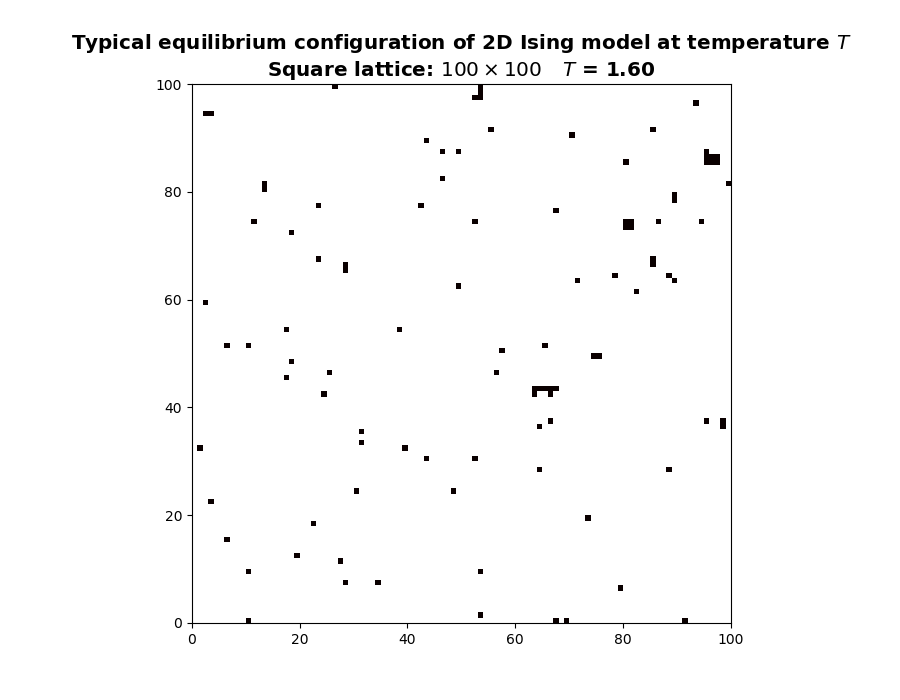 Typical equilibrium configuration of 2D Ising model at temperature T
Square lattice: 100 × 100 T = 1.60
100
80
60
40
20
0
0 20 40 60 80 100